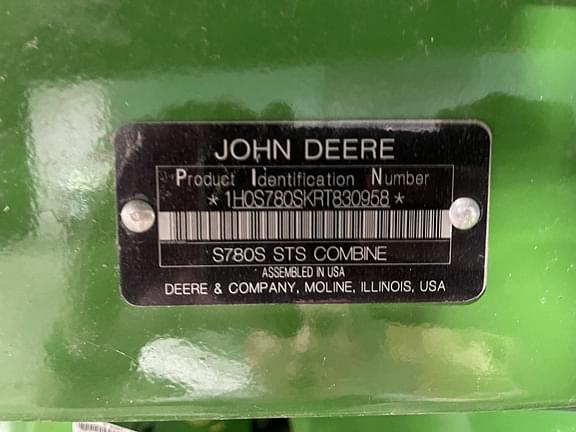 JOHN DEERE
Product Identification Number
*1H0S780SKRT830958*
S780S STS COMBINE
ASSEMBLED IN USA
DEERE & COMPANY, MOLINE, ILLINOIS, USA